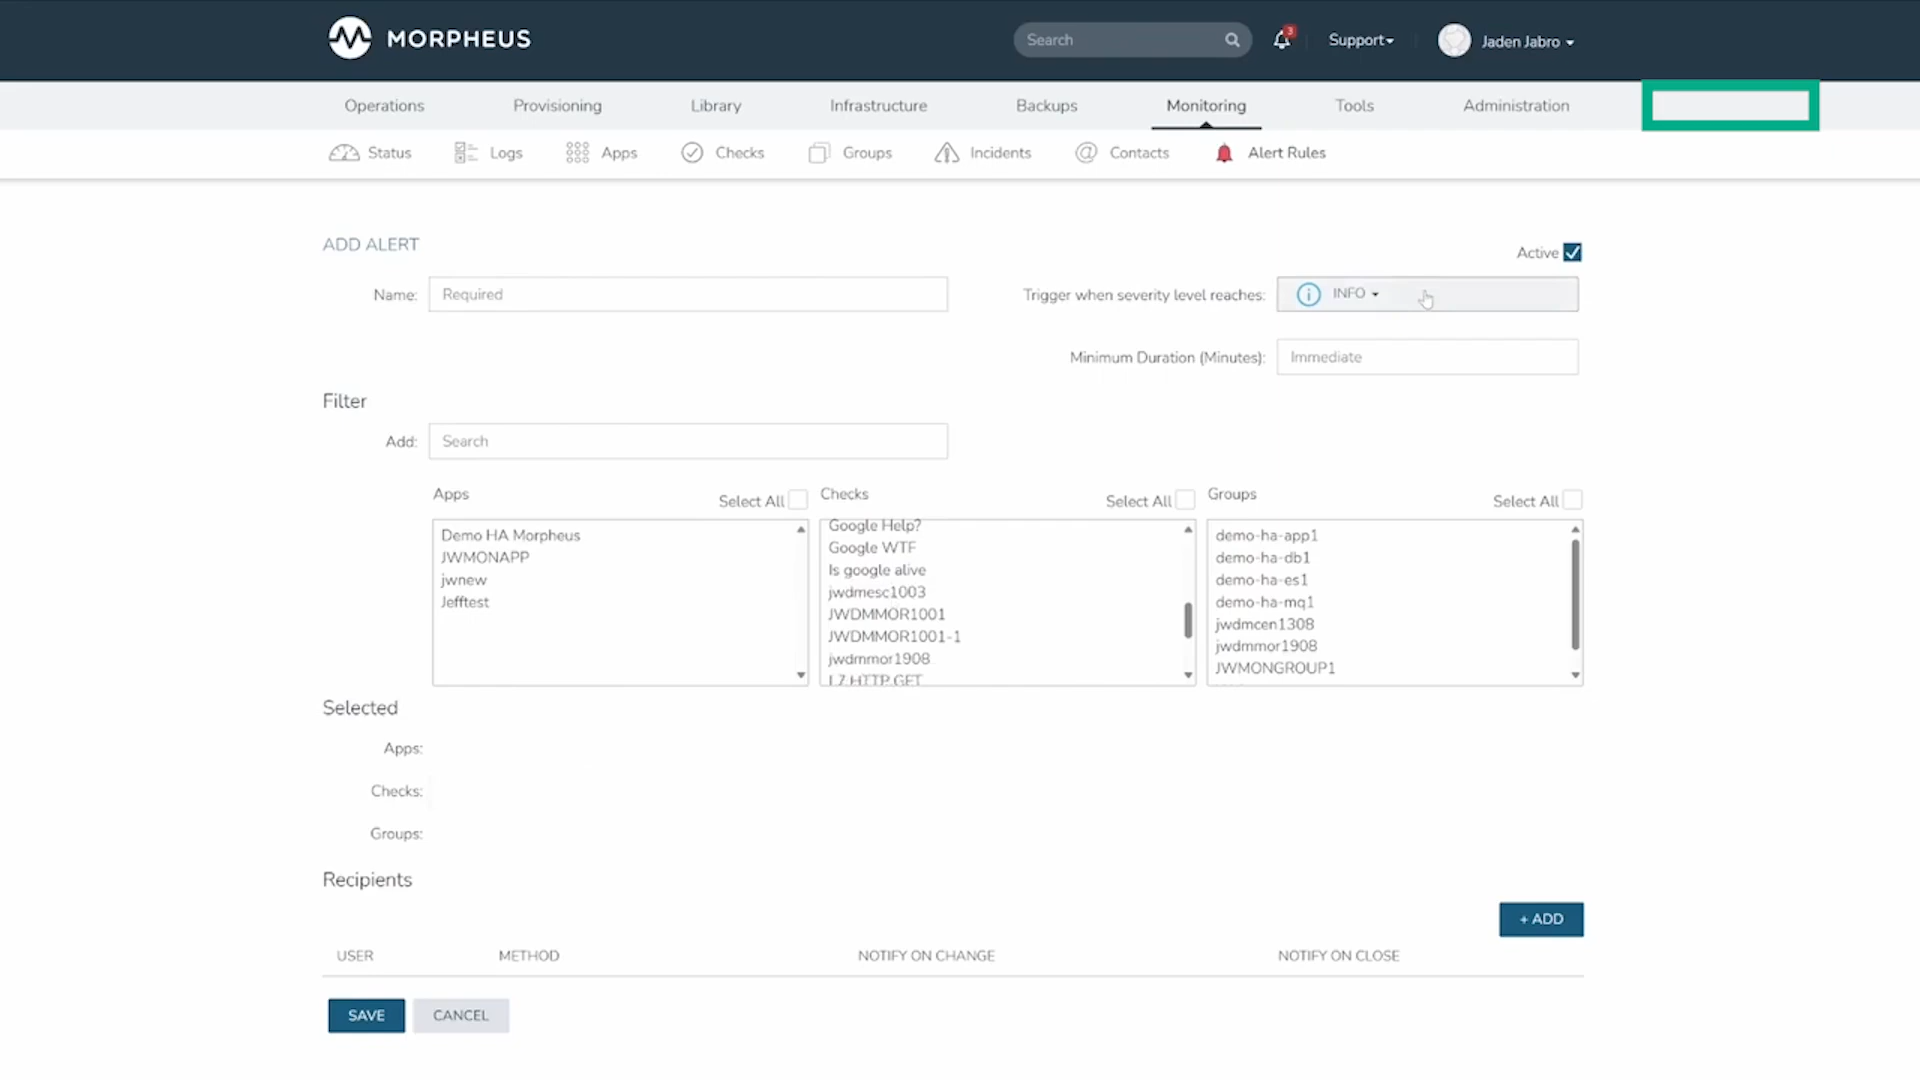 MORPHEUS
Search
3
Support
Jaden Jabro
Operations
Provisioning
Library
Infrastructure
Backups
Monitoring
Tools
Administration
Status
Logs
Apps
Checks
Groups
Incidents
Contacts
Alert Rules
ADD ALERT
Active
Name:
Required
Trigger when severity level reaches:
INFO
Minimum Duration (Minutes):
Immediate
Filter
Add:
Search
Apps
Select All
Demo HA Morpheus
JWMONAPP
jwnew
Jefftest
Checks
Select All
Google Help?
Google WTF
Is google alive
jwdmesc1003
JWDMMOR1001
JWDMMOR1001-1
jwdmmor1908
L7 HTTP GET
Groups
Select All
demo-ha-app1
demo-ha-db1
demo-ha-es1
demo-ha-mq1
jwdmcen1308
jwdmmor1908
JWMONGROUP1
Selected
Apps:
Checks:
Groups:
Recipients
+ ADD
USER
METHOD
NOTIFY ON CHANGE
NOTIFY ON CLOSE
SAVE
CANCEL